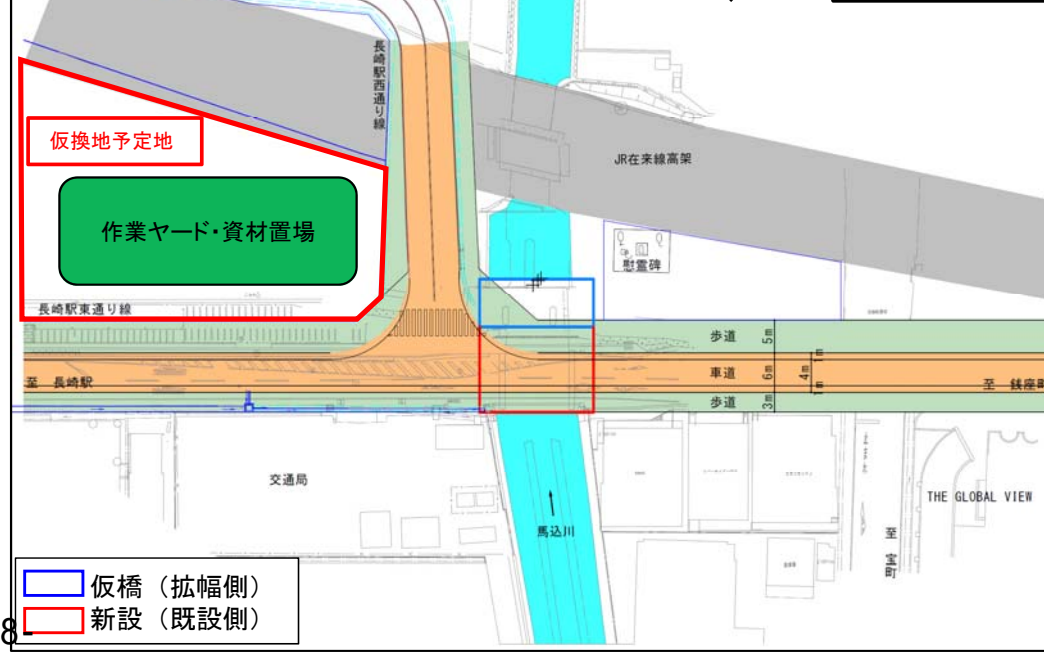 長崎駅西通り線
仮換地予定地
JR在来線高架
作業ヤード・資材置場
慰霊碑
長崎駅東通り線
歩道 5m
1m
車道 6m 4m
至 長崎駅
至 銭座町
1m
歩道 3m
交通局
THE GLOBAL VIEW
馬込川
至 宝町
仮橋（拡幅側）
新設（既設側）
8-